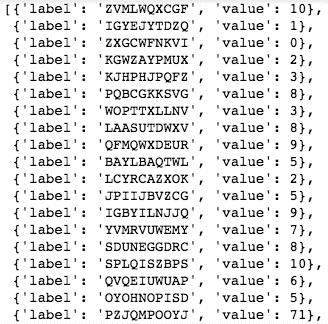 [{'label': 'ZVMLWQXCGF', 'value': 10},
{'label': 'IGYEJYTDZQ', 'value': 1},
{'label': 'ZXGCWFNKVI', 'value': 0},
{'label': 'KGWZAYPMUX', 'value': 2},
{'label': 'KJHPHJPQFZ', 'value': 3},
{'label': 'PQBCGKKSVG', 'value': 8},
{'label': 'WOPTTXLLNV', 'value': 3},
{'label': 'LAASUTDWXV', 'value': 8},
{'label': 'QFMQWXDEUR', 'value': 9},
{'label': 'BAYLBAQTWL', 'value': 5},
{'label': 'LCYRCAZXOK', 'value': 2},
{'label': 'JPIIJBVZCG', 'value': 5},
{'label': 'IGBYILNJJQ', 'value': 9},
{'label': 'YVMRVUWEMY', 'value': 7},
{'label': 'SDUNEGGDRC', 'value': 8},
{'label': 'SPLQISZBPS', 'value': 10},
{'label': 'QVQEIUWUAP', 'value': 6},
{'label': 'OYOHNOPISD', 'value': 5},
{'label': 'PZJQMPOOYJ', 'value': 71},